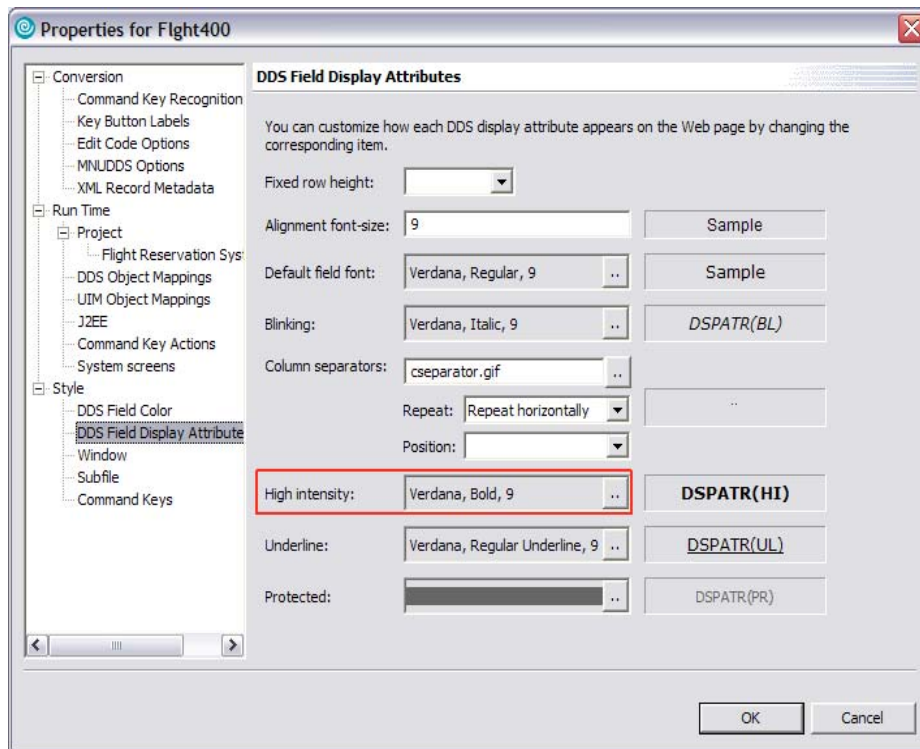 Properties for Flght400
Conversion
Command Key Recognition
Key Button Labels
Edit Code Options
MNUDDS Options
XML Record Metadata
Run Time
Project
Flight Reservation Sys
DDS Object Mappings
UIM Object Mappings
J2EE
Command Key Actions
System screens
Style
DDS Field Color
DDS Field Display Attribute
Window
Subfile
Command Keys
DDS Field Display Attributes
You can customize how each DDS display attribute appears on the Web page by changing the
corresponding item.
Fixed row height:
Alignment font-size: 9 Sample
Default field font: Verdana, Regular, 9 .. Sample
Blinking: Verdana, Italic, 9 .. DSPATR(BL)
Column separators: cseparator.gif ..
Repeat: Repeat horizontally ..
Position:
High intensity: Verdana, Bold, 9 .. DSPATR(HI)
Underline: Verdana, Regular Underline, 9 .. DSPATR(UL)
Protected: .. DSPATR(PR)
OK Cancel